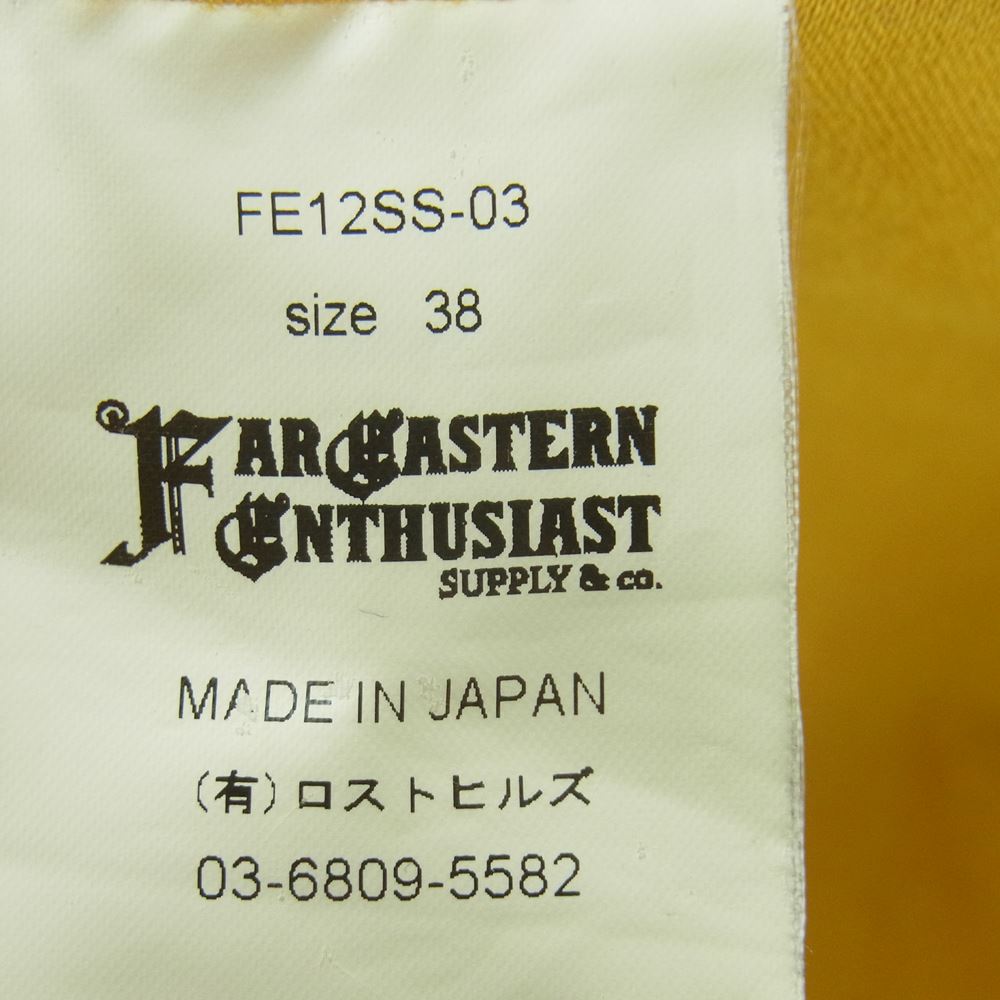 FE12SS-03
size 38
FAR EASTERN
ENTHUSIAST
SUPPLY & co.
MADE IN JAPAN
(有)ロストヒルズ
03-6809-5582